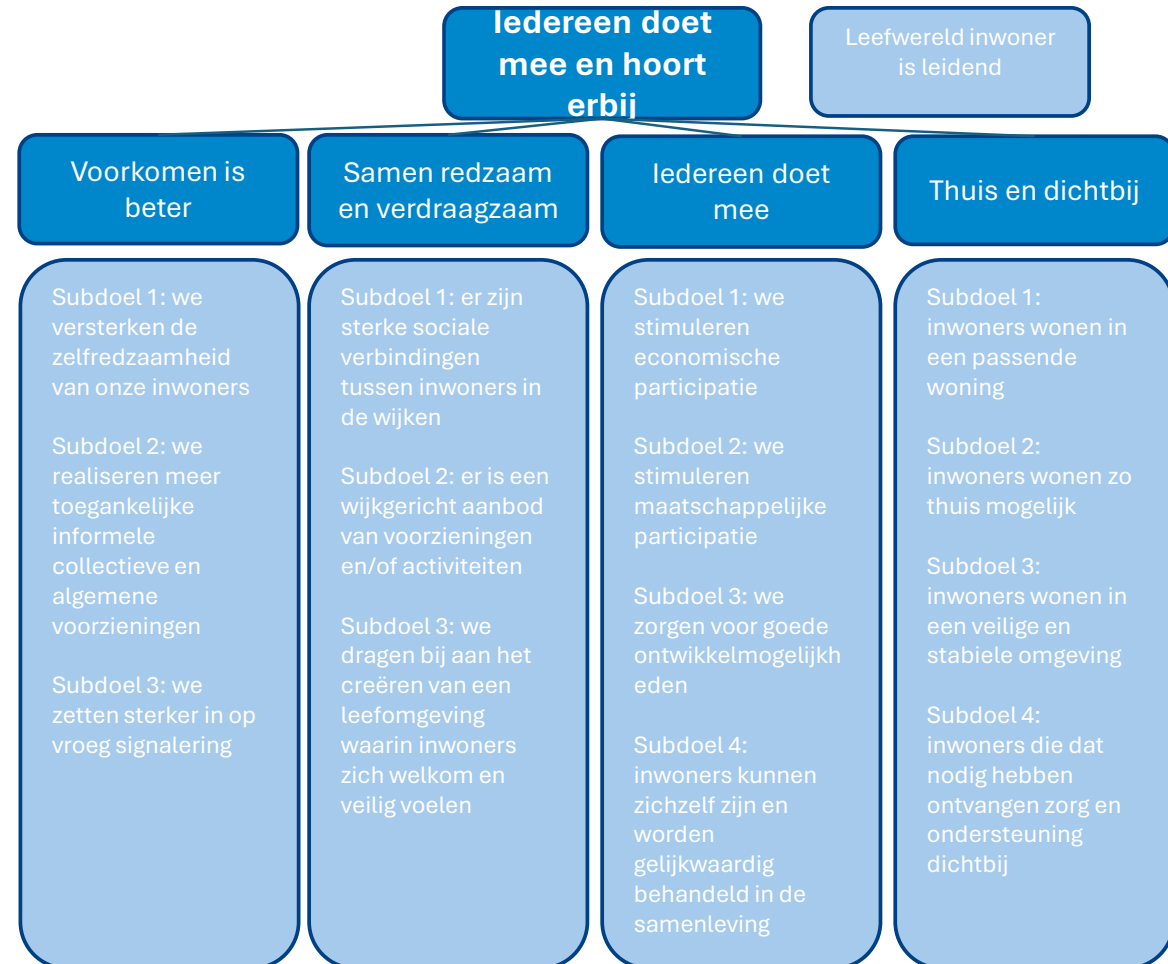 Iedereen doet
mee en hoort
erbij
Leefwereld inwoner
is leidend
Voorkomen is
beter
Samen redzaam
en verdraagzaam
Iedereen doet
mee
Thuis en dichtbij
Subdoel 1: we
versterken de
zelfredzaamheid
van onze inwoners
Subdoel 2: we
realiseren meer
toegankelijke
informele
collectieve en
algemene
voorzieningen
Subdoel 3: we
zetten sterker in op
vroeg signalering
Subdoel 1: er zijn
sterke sociale
verbindingen
tussen inwoners in
de wijken
Subdoel 2: er is een
wijkgericht aanbod
van voorzieningen
en/of activiteiten
Subdoel 3: we
dragen bij aan het
creëren van een
leefomgeving
waarin inwoners
zich welkom en
veilig voelen
Subdoel 1: we
stimuleren
economische
participatie
Subdoel 2: we
stimuleren
maatschappelijke
participatie
Subdoel 3: we
zorgen voor goede
ontwikkelmogelijkh
eden
Subdoel 4:
inwoners kunnen
zichzelf zijn en
worden
gelijkwaardig
behandeld in de
samenleving
Subdoel 1:
inwoners wonen in
een passende
woning
Subdoel 2:
inwoners wonen zo
thuis mogelijk
Subdoel 3:
inwoners wonen in
een veilige en
stabiele omgeving
Subdoel 4:
inwoners die dat
nodig hebben
ontvangen zorg en
ondersteuning
dichtbij